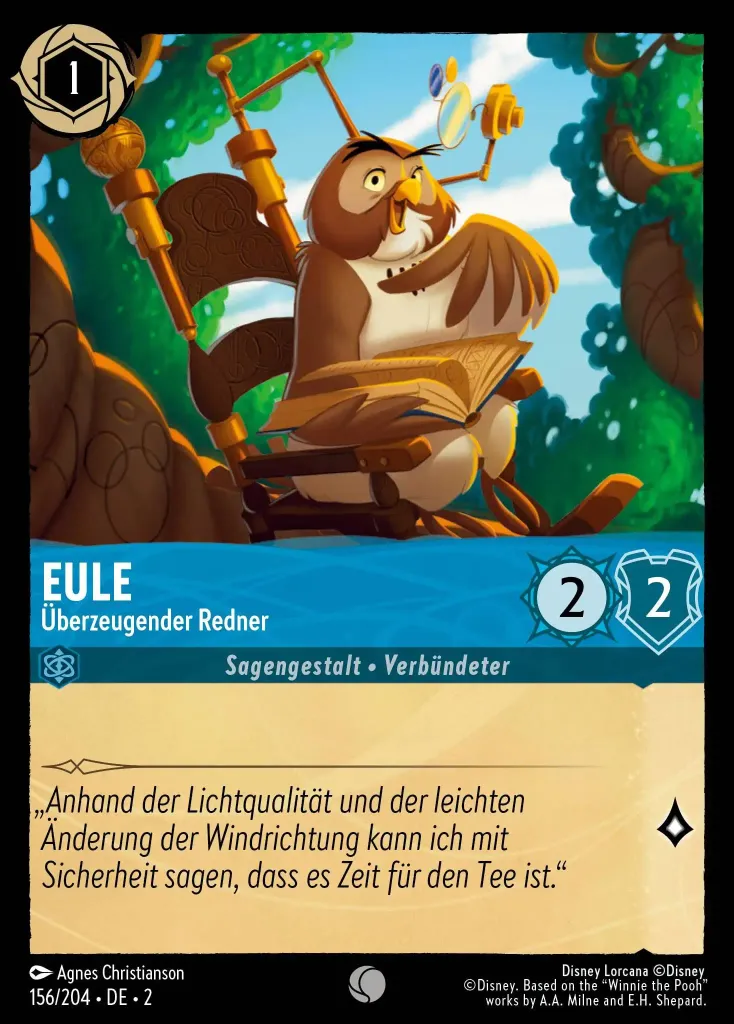 1
EULE
Überzeugender Redner
2
2
Sagengestalt • Verbündeter
„Anhand der Lichtqualität und der leichten
Änderung der Windrichtung kann ich mit
Sicherheit sagen, dass es Zeit für den Tee ist.“
Agnes Christianson
156/204 • DE • 2
Disney Lorcana ©Disney
©Disney. Based on the “Winnie the Pooh”
works by A.A. Milne and E.H. Shepard.